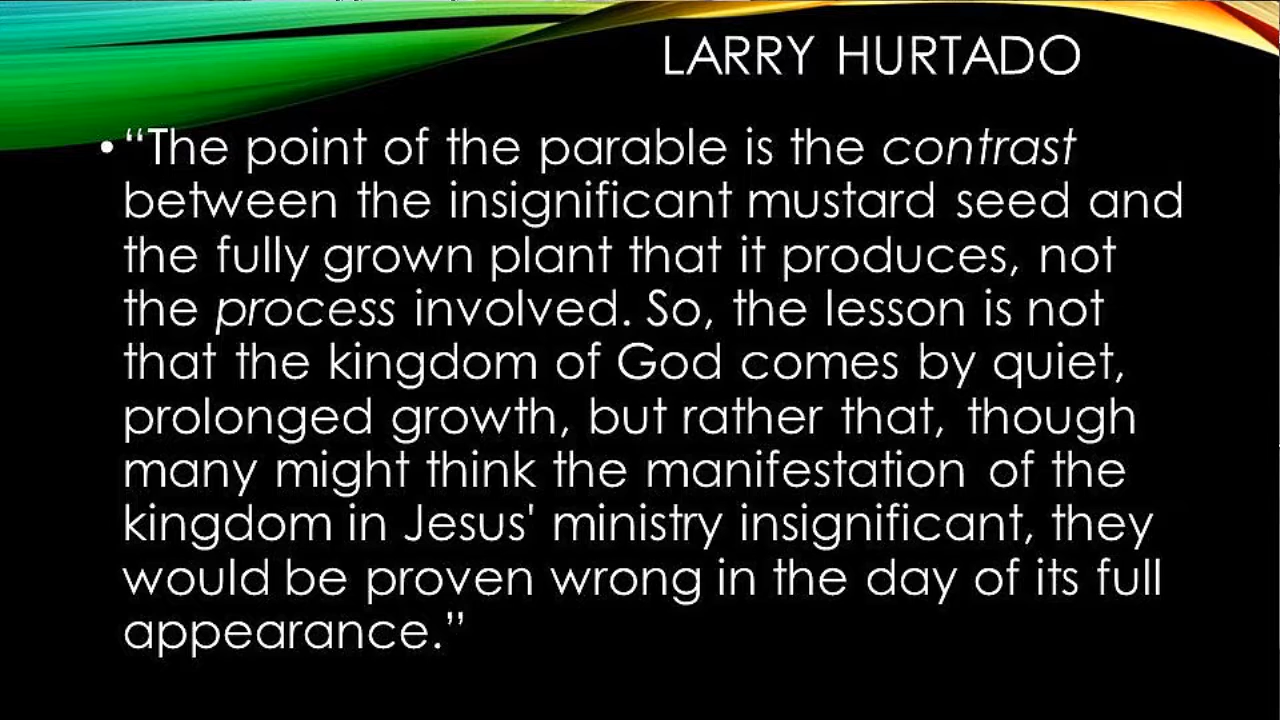 LARRY HURTADO
• “The point of the parable is the contrast
between the insignificant mustard seed and
the fully grown plant that it produces, not
the process involved. So, the lesson is not
that the kingdom of God comes by quiet,
prolonged growth, but rather that, though
many might think the manifestation of the
kingdom in Jesus' ministry insignificant, they
would be proven wrong in the day of its full
appearance.”